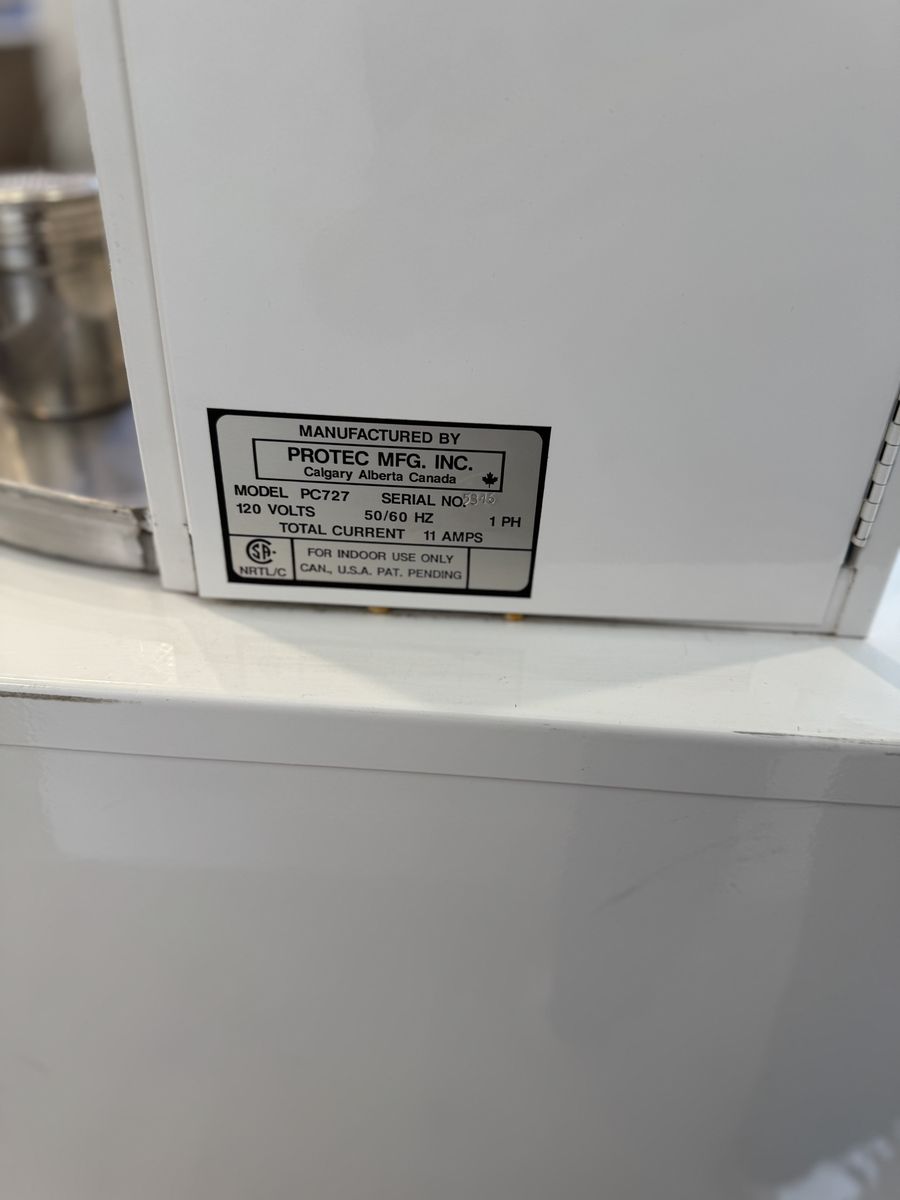 MANUFACTURED BY
PROTEC MFG. INC.
Calgary Alberta Canada
MODEL PC727 SERIAL NO.
120 VOLTS 50/60 HZ 1 PH
TOTAL CURRENT 11 AMPS
NRTL/C
FOR INDOOR USE ONLY
CAN., U.S.A. PAT. PENDING